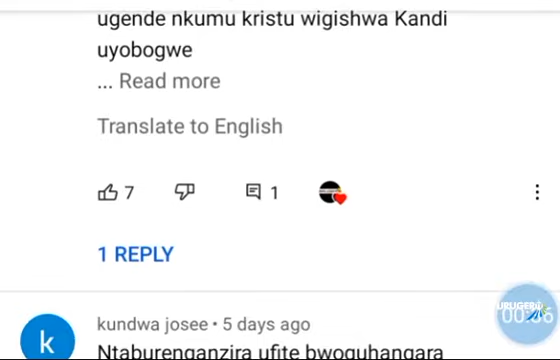 ugende nkumu kristu wigishwa Kandi
uyobogwe
... Read more
Translate to English
7
1
1 REPLY
k
kundwa josee • 5 days ago
Ntaburenganzira ufite bwoguhangara